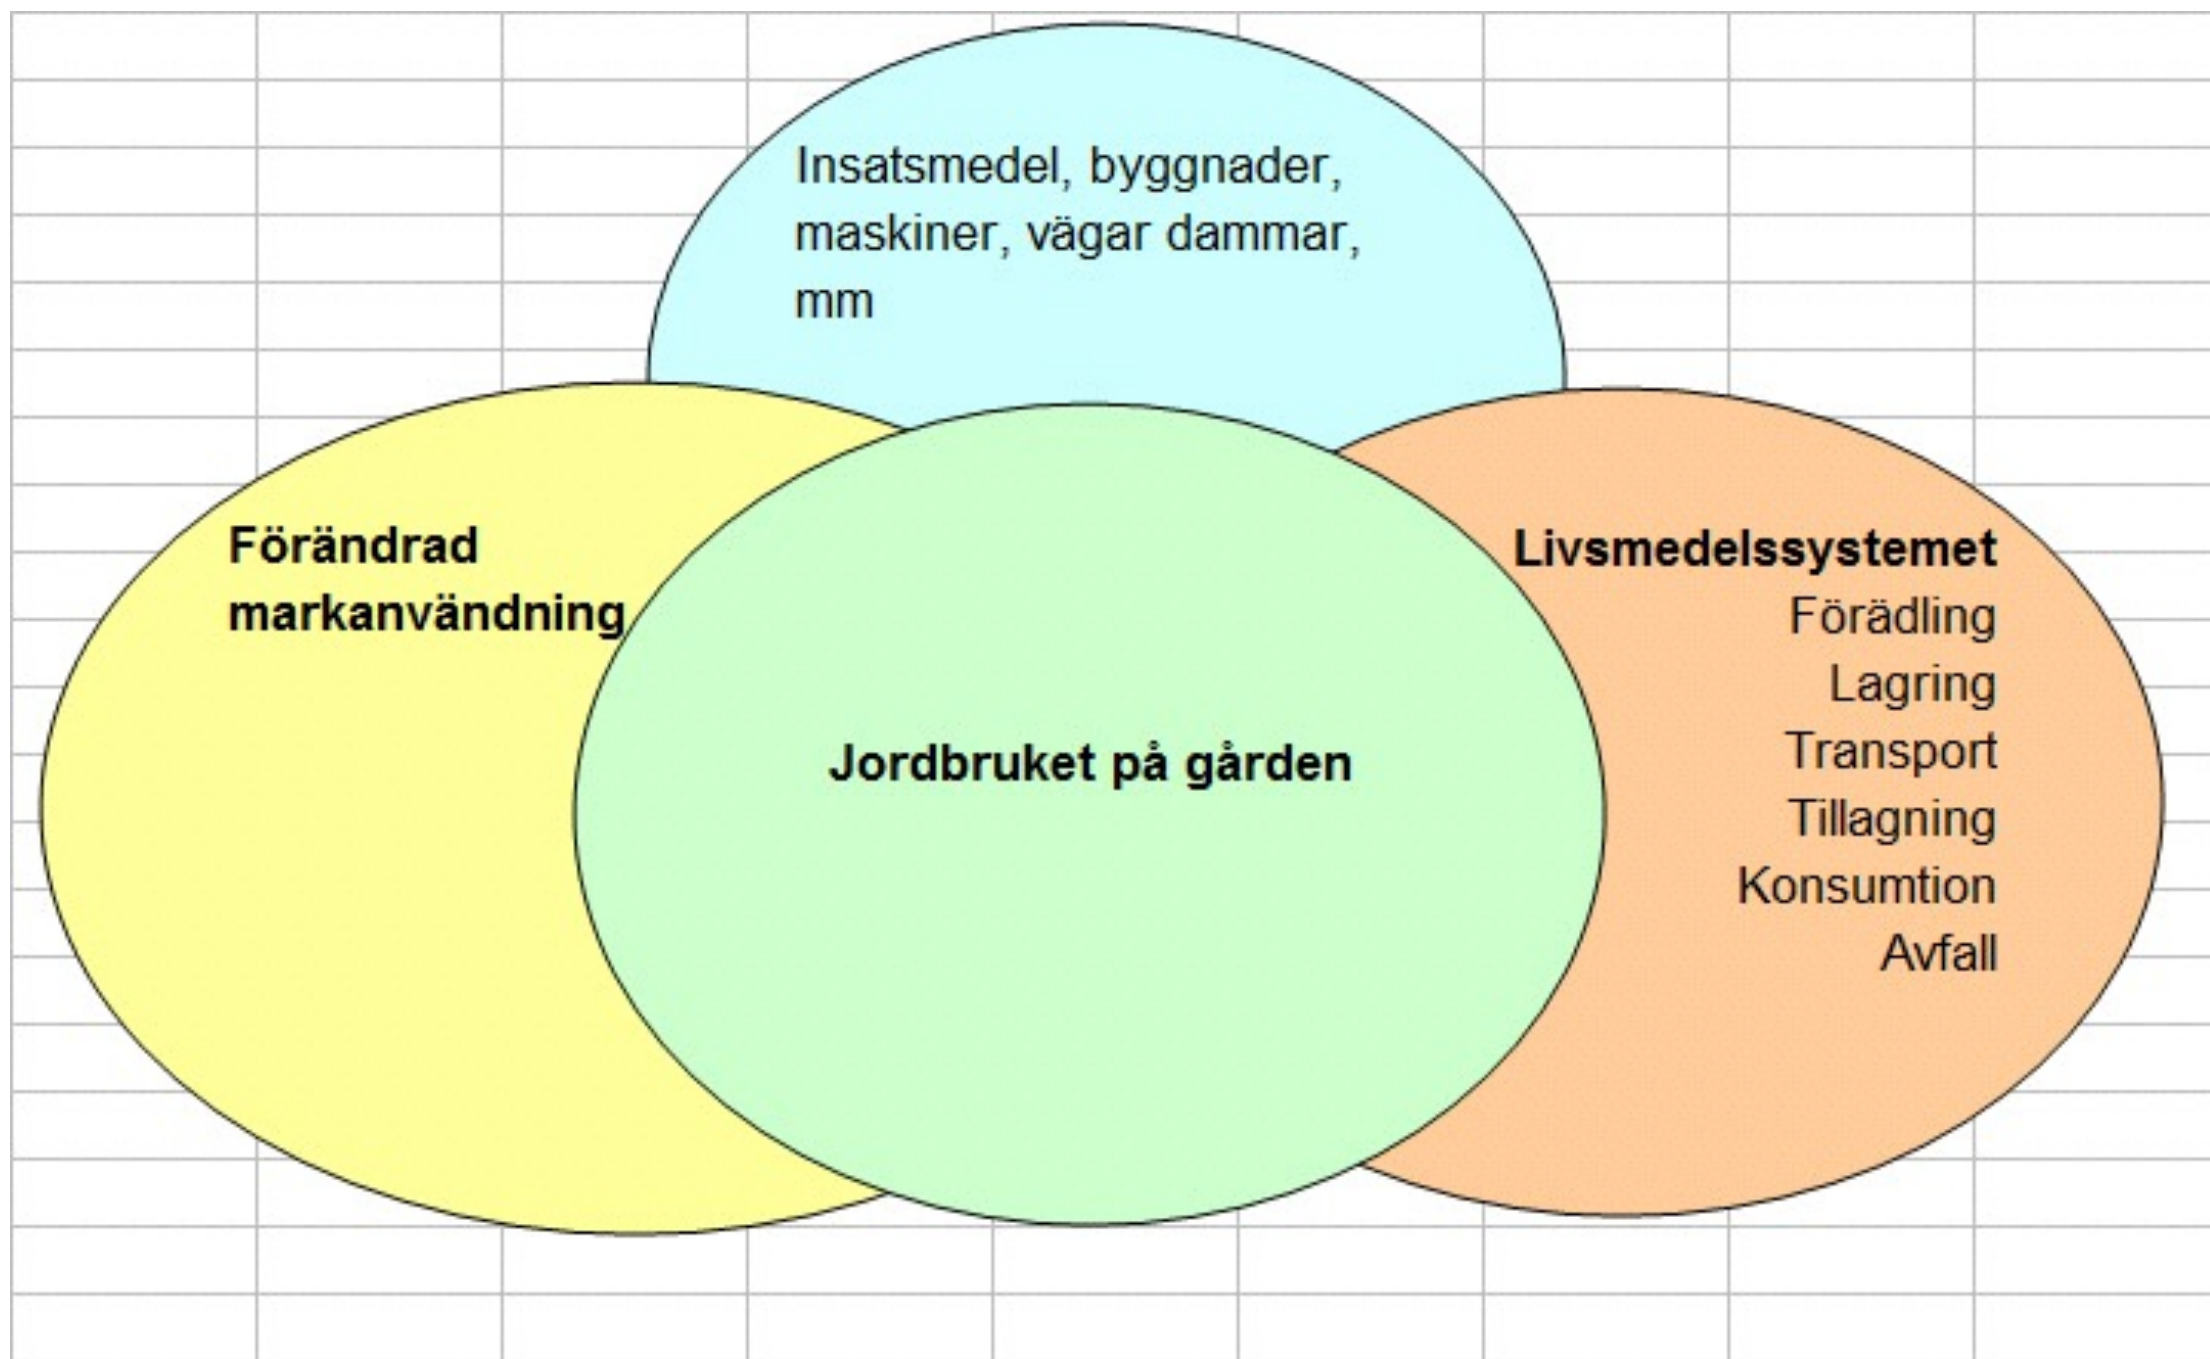 Insatsmedel, byggnader,
maskiner, vägar dammar,
mm
Förändrad
markanvändning
Jordbruket på gården
Livsmedelssystemet
Förädling
Lagring
Transport
Tillagning
Konsumtion
Avfall